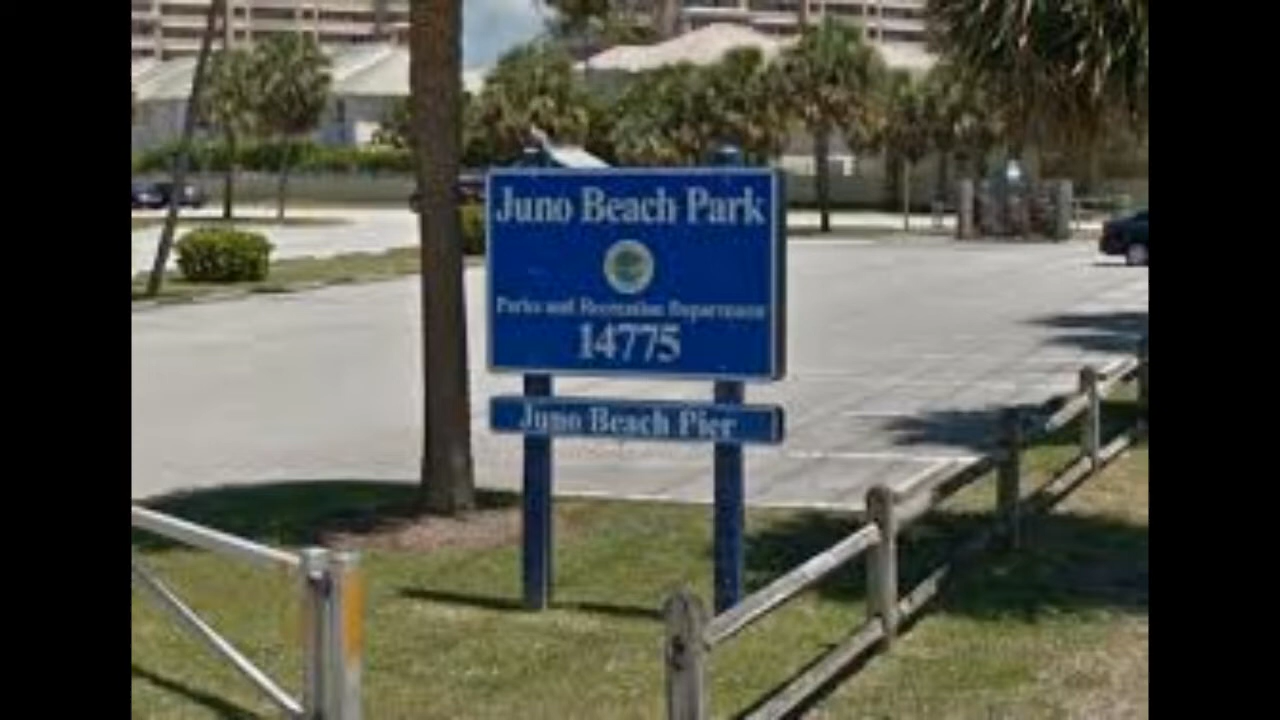 Juno Beach Park
Parks and Recreation Department
14775
Juno Beach Pier